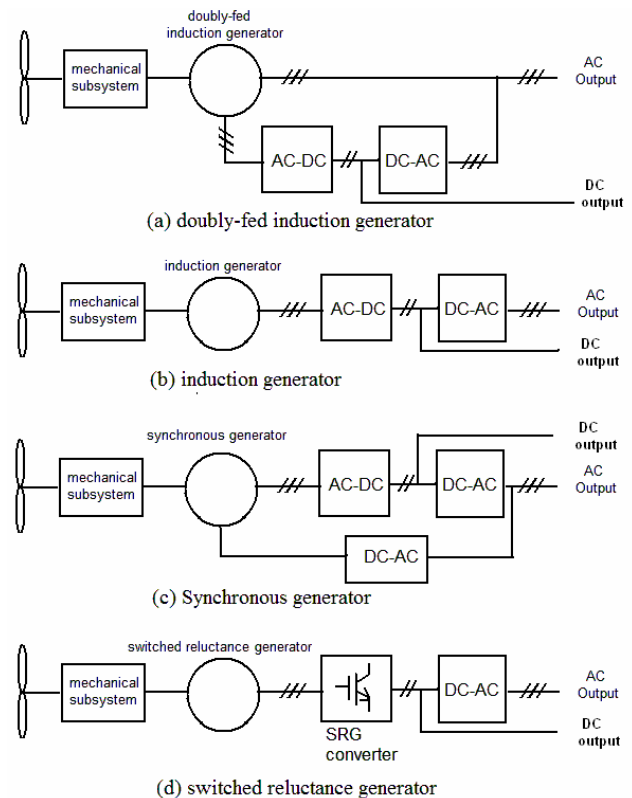 doubly-fed
induction generator
mechanical
subsystem
AC
Output
AC-DC
DC-AC
DC
output
(a) doubly-fed induction generator
induction generator
mechanical
subsystem
AC-DC
DC-AC
AC
Output
DC
output
(b) induction generator
synchronous generator
DC
output
mechanical
subsystem
AC-DC
DC-AC
AC
Output
DC-AC
(c) Synchronous generator
switched reluctance generator
mechanical
subsystem
DC-AC
AC
Output
SRG
converter
DC
output
(d) switched reluctance generator